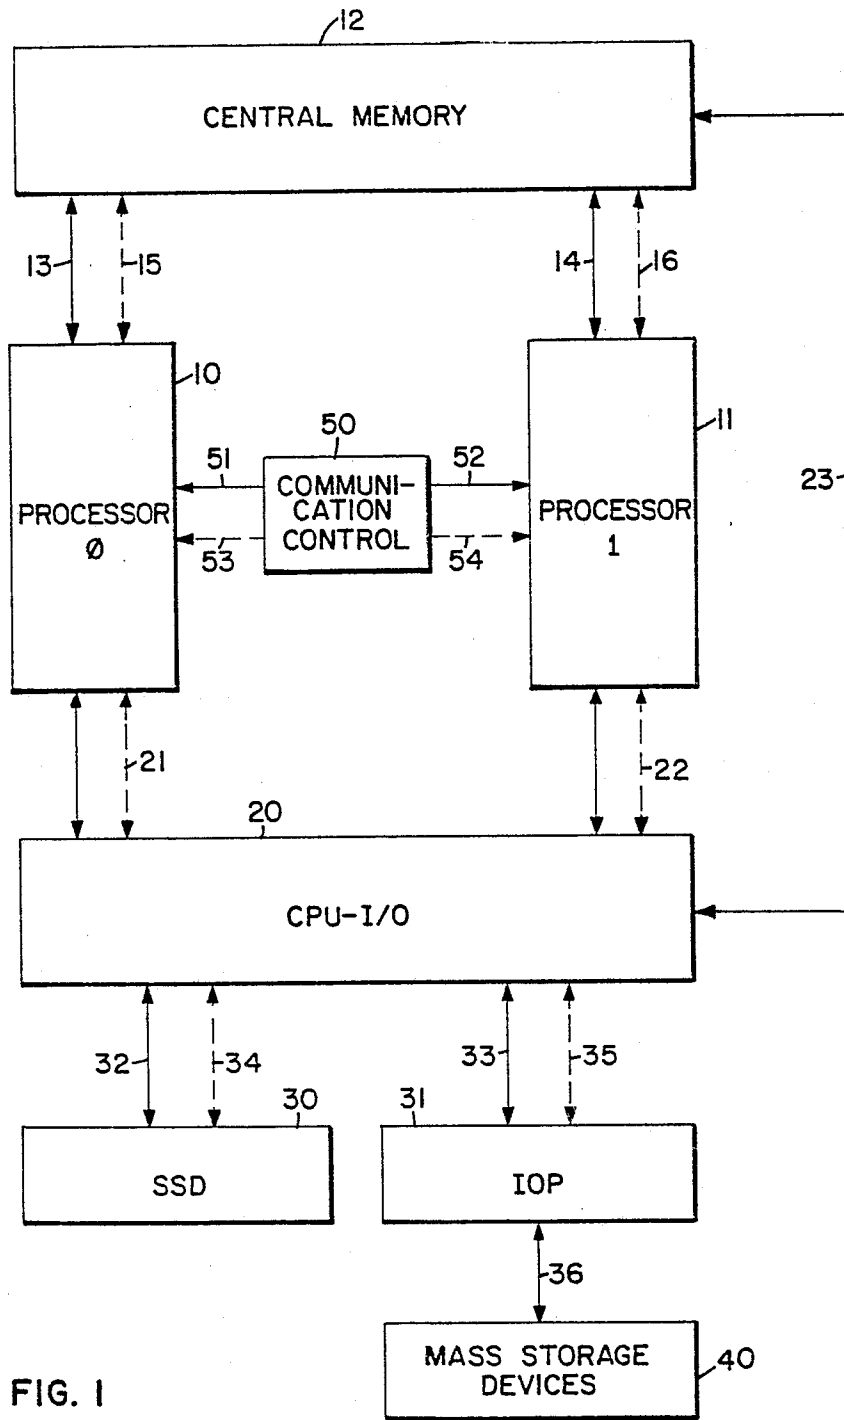 12
CENTRAL MEMORY
13
15
14
16
10
11
50
51
52
23
PROCESSOR
Ø
COMMUNI-
CATION
CONTROL
PROCESSOR
1
53
54
21
22
20
CPU-I/O
32
34
33
35
30
31
SSD
IOP
36
MASS STORAGE
DEVICES
40
FIG. 1